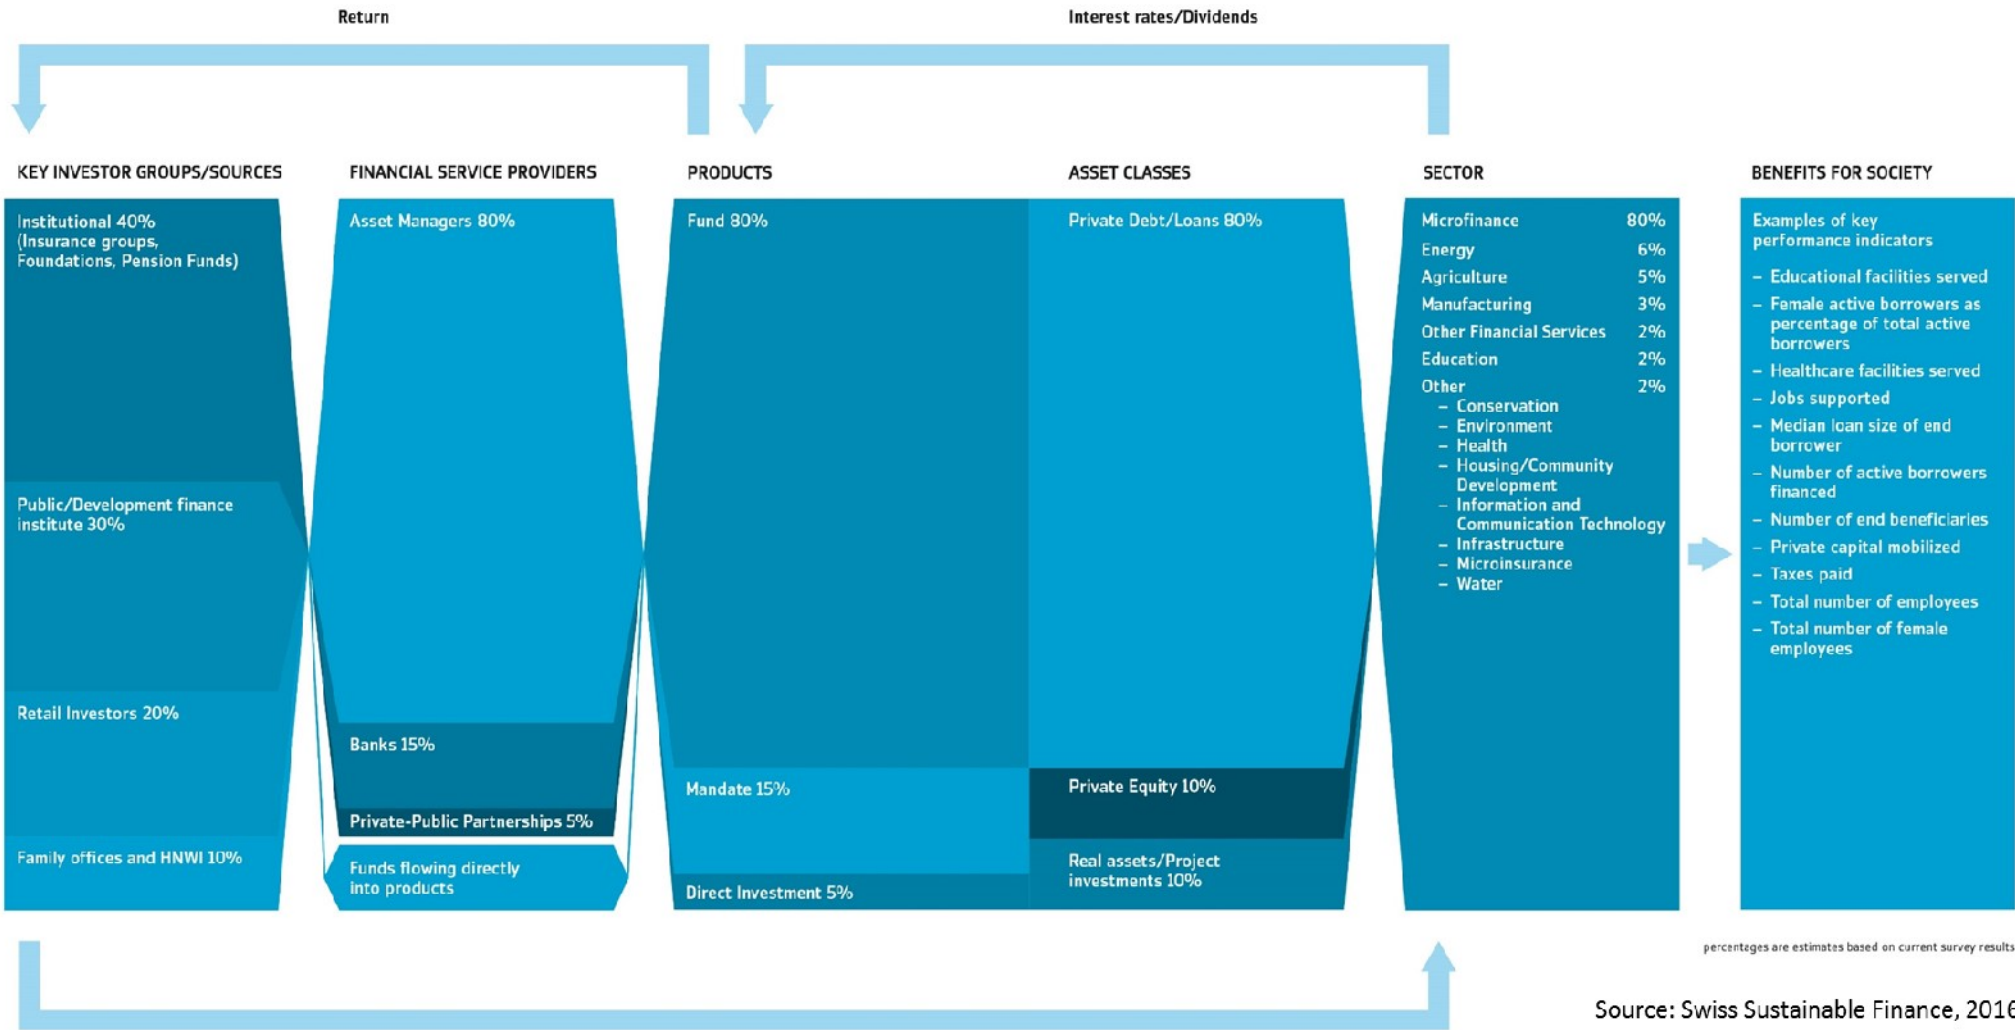 Return
Interest rates/Dividends
KEY INVESTOR GROUPS/SOURCES
Institutional 40%
(Insurance groups,
Foundations, Pension Funds)
Public/Development finance
institute 30%
Retail Investors 20%
Family offices and HNWI 10%
FINANCIAL SERVICE PROVIDERS
Asset Managers 80%
Banks 15%
Private-Public Partnerships 5%
Funds flowing directly
into products
PRODUCTS
Fund 80%
Mandate 15%
Direct Investment 5%
ASSET CLASSES
Private Debt/Loans 80%
Private Equity 10%
Real assets/Project
investments 10%
SECTOR
Microfinance 80%
Energy 6%
Agriculture 5%
Manufacturing 3%
Other Financial Services 2%
Education 2%
Other 2%
– Conservation
– Environment
– Health
– Housing/Community
Development
– Information and
Communication Technology
– Infrastructure
– Microinsurance
– Water
BENEFITS FOR SOCIETY
Examples of key
performance indicators
– Educational facilities served
– Female active borrowers as
percentage of total active
borrowers
– Healthcare facilities served
– Jobs supported
– Median loan size of end
borrower
– Number of active borrowers
financed
– Number of end beneficiaries
– Private capital mobilized
– Taxes paid
– Total number of employees
– Total number of female
employees
percentages are estimates based on current survey results
Source: Swiss Sustainable Finance, 2016